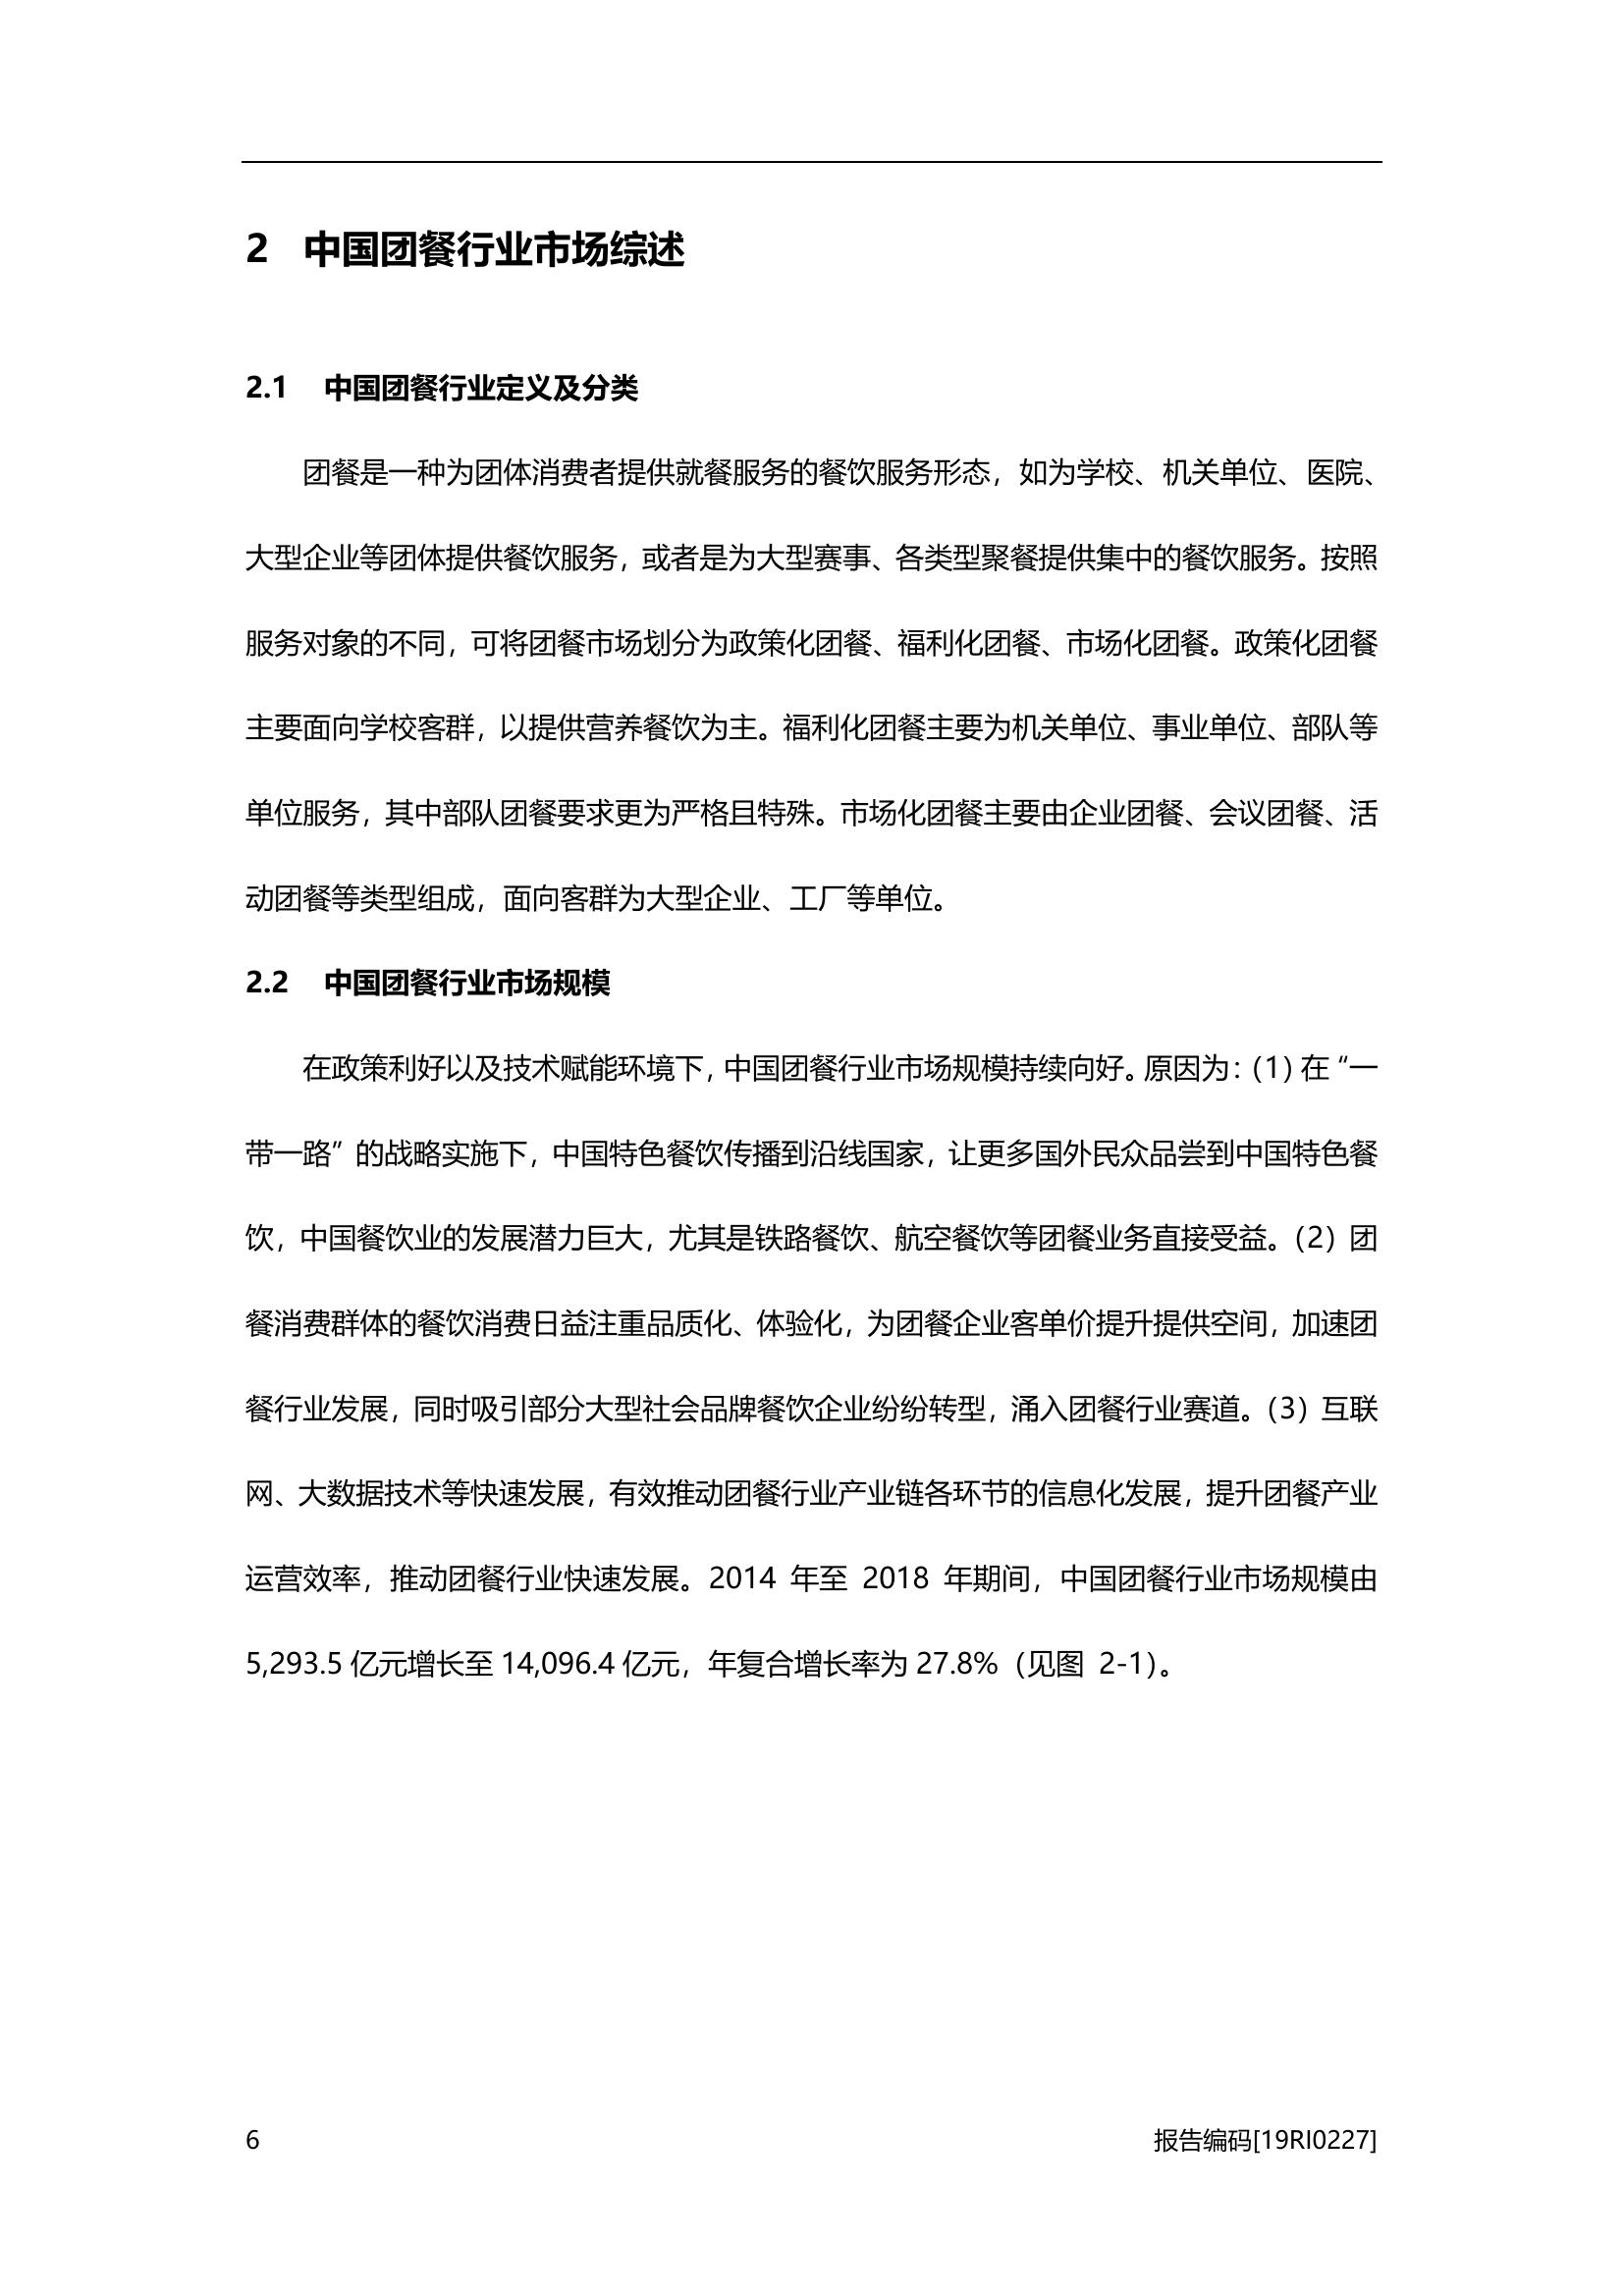 2 中国团餐行业市场综述
2.1 中国团餐行业定义及分类
团餐是一种为团体消费者提供就餐服务的餐饮服务形态，如为学校、机关单位、医院、
大型企业等团体提供餐饮服务，或者是为大型赛事、各类型聚餐提供集中的餐饮服务。按照
服务对象的不同，可将团餐市场划分为政策化团餐、福利化团餐、市场化团餐。政策化团餐
主要面向学校客群，以提供营养餐饮为主。福利化团餐主要为机关单位、事业单位、部队等
单位服务，其中部队团餐要求更为严格且特殊。市场化团餐主要由企业团餐、会议团餐、活
动团餐等类型组成，面向客群为大型企业、工厂等单位。
2.2 中国团餐行业市场规模
在政策利好以及技术赋能环境下，中国团餐行业市场规模持续向好。原因为：（1）在“一
带一路”的战略实施下，中国特色餐饮传播到沿线国家，让更多国外民众品尝到中国特色餐
饮，中国餐饮业的发展潜力巨大，尤其是铁路餐饮、航空餐饮等团餐业务直接受益。（2）团
餐消费群体的餐饮消费日益注重品质化、体验化，为团餐企业客单价提升提供空间，加速团
餐行业发展，同时吸引部分大型社会品牌餐饮企业纷纷转型，涌入团餐行业赛道。（3）互联
网、大数据技术等快速发展，有效推动团餐行业产业链各环节的信息化发展，提升团餐产业
运营效率，推动团餐行业快速发展。2014 年至 2018 年期间，中国团餐行业市场规模由
5,293.5 亿元增长至 14,096.4 亿元，年复合增长率为 27.8%（见图 2-1）。
6 报告编码[19RI0227]